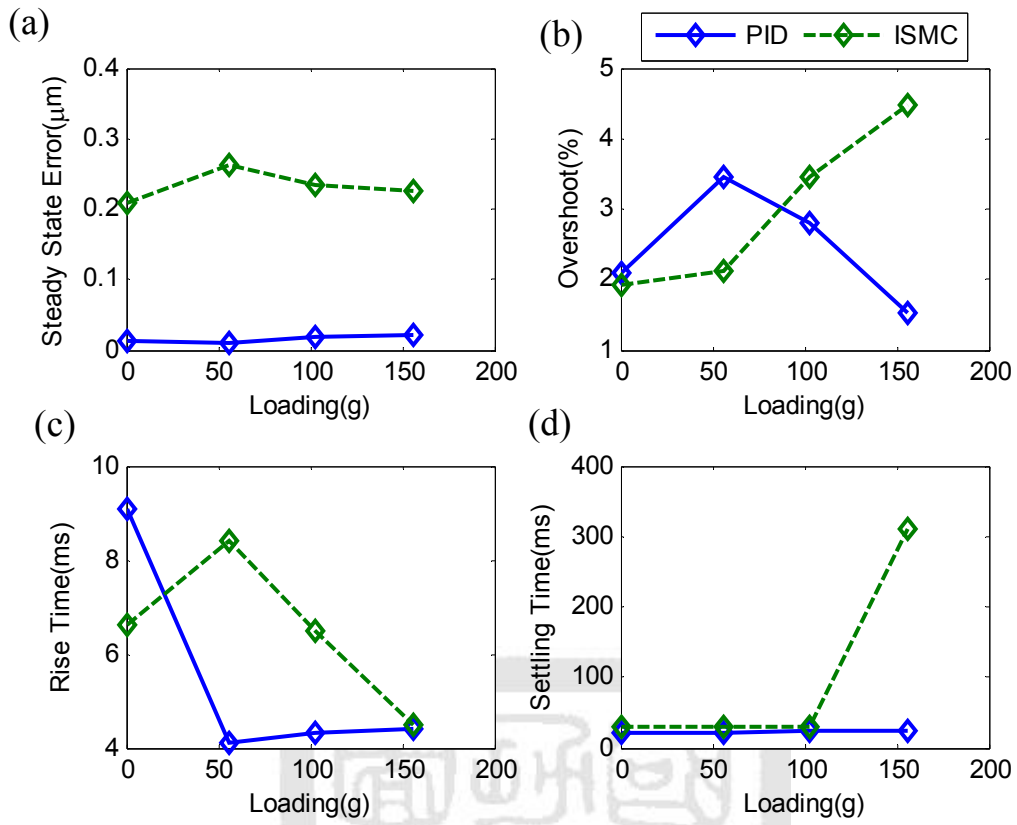 (a)
(b)
PID
ISMC
0.4
0.3
0.2
0.1
0
Steady State Error(μm)
0 50 100 150 200
Loading(g)
5
4
3
2
1
Overshoot(%)
0 50 100 150 200
Loading(g)
(c)
(d)
10
8
6
4
Rise Time(ms)
0 50 100 150 200
Loading(g)
400
300
200
100
0
Settling Time(ms)
0 50 100 150 200
Loading(g)